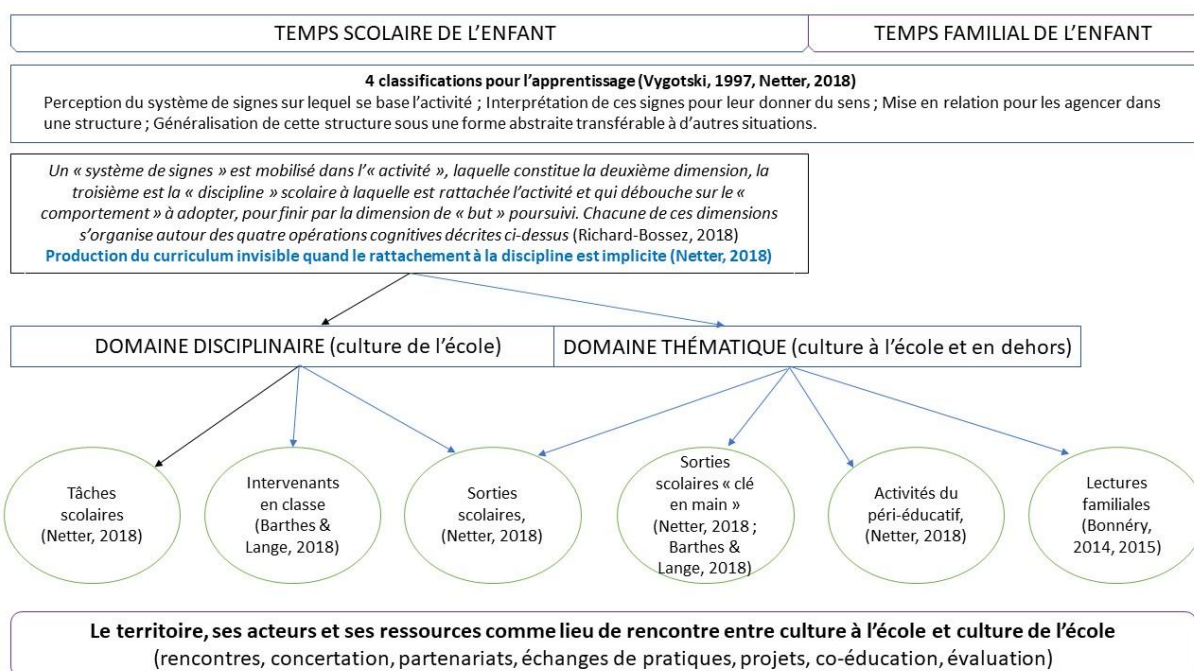 TEMPS SCOLAIRE DE L’ENFANT
TEMPS FAMILIAL DE L’ENFANT
4 classifications pour l’apprentissage (Vygotski, 1997, Netter, 2018)
Perception du système de signes sur lequel se base l’activité ; Interprétation de ces signes pour leur donner du sens ; Mise en relation pour les agencer dans
une structure ; Généralisation de cette structure sous une forme abstraite transférable à d’autres situations.
Un « système de signes » est mobilisé dans l’« activité », laquelle constitue la deuxième dimension, la
troisième est la « discipline » scolaire à laquelle est rattachée l’activité et qui débouche sur le «
comportement » à adopter, pour finir par la dimension de « but » poursuivi. Chacune de ces dimensions
s’organise autour des quatre opérations cognitives décrites ci-dessus (Richard-Bossez, 2018)
Production du curriculum invisible quand le rattachement à la discipline est implicite (Netter, 2018)
DOMAINE DISCIPLINAIRE (culture de l’école)
DOMAINE THÉMATIQUE (culture à l’école et en dehors)
Tâches
scolaires
(Netter, 2018)
Intervenants
en classe
(Barthes &
Lange, 2018)
Sorties
scolaires,
(Netter, 2018)
Sorties
scolaires « clé
en main »
(Netter, 2018 ;
Barthes &
Lange, 2018)
Activités du
péri-éducatif,
(Netter, 2018)
Lectures
familiales
(Bonnéry,
2014, 2015)
Le territoire, ses acteurs et ses ressources comme lieu de rencontre entre culture à l’école et culture de l’école
(rencontres, concertation, partenariats, échanges de pratiques, projets, co-éducation, évaluation)